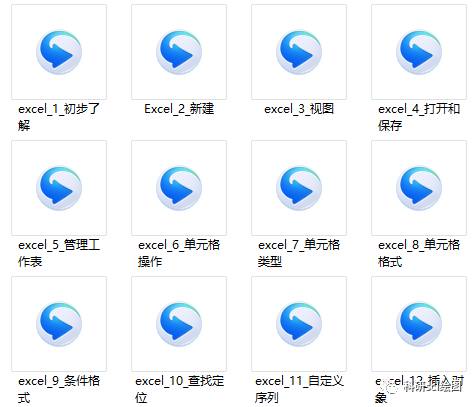 excel_1_初步了
解
Excel_2_新建
excel_3_视图
excel_4_打开和
保存
excel_5_管理工
作表
excel_6_单元格
操作
excel_7_单元格
类型
excel_8_单元格
格式
excel_9_条件格
式
excel_10_查找定
位
excel_11_自定义
序列
excel_12_插入对
象